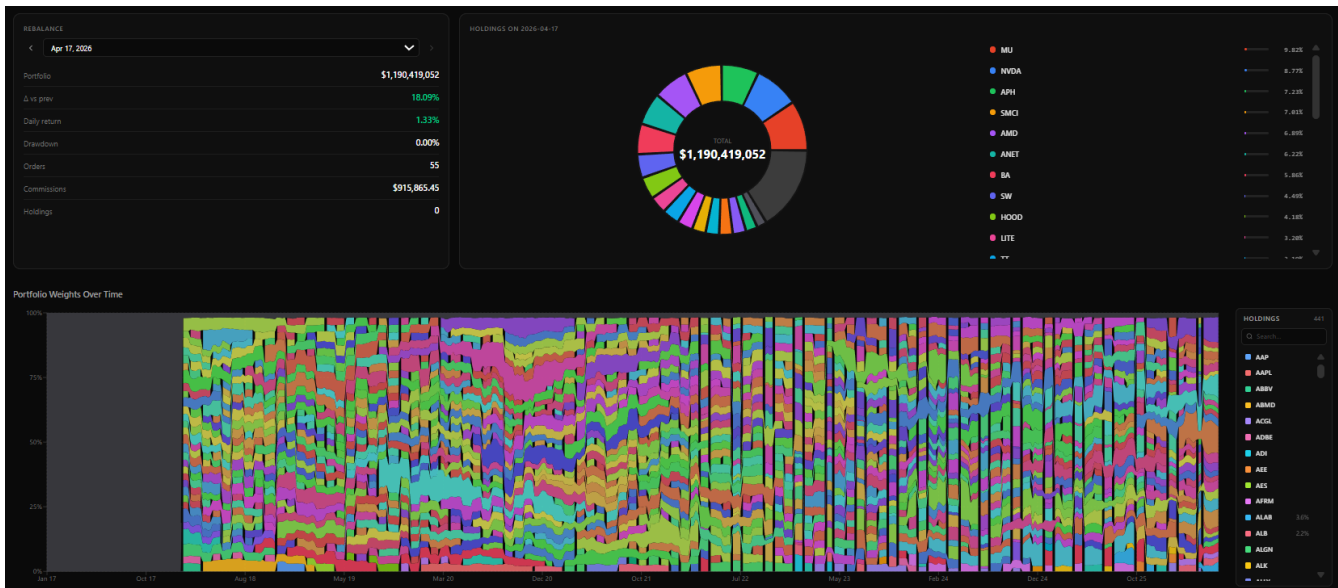 REBALANCE
Apr 17, 2026
Portfolio $1,190,419,052
Δ vs prev 18.09%
Daily return 1.33%
Drawdown 0.00%
Orders 55
Commissions $915,865.45
Holdings 0
HOLDINGS ON 2026-04-17
TOTAL
$1,190,419,052
MU 9.82%
NVDA 8.77%
APH 7.23%
SMCI 7.01%
AMD 6.89%
ANET 6.22%
BA 5.86%
SW 4.49%
HOOD 4.18%
LITE 3.20%
TT
Portfolio Weights Over Time
100%
75%
50%
25%
0%
Jan 17 Oct 17 Aug 18 May 19 Mar 20 Dec 20 Oct 21 Jul 22 May 23 Feb 24 Dec 24 Oct 25
HOLDINGS 441
Search...
AAP
AAPL
ABBV
ABMD
ACGL
ADBE
ADI
AEE
AES
AFRM
ALAB 3.6%
ALB 2.2%
ALGN
ALK